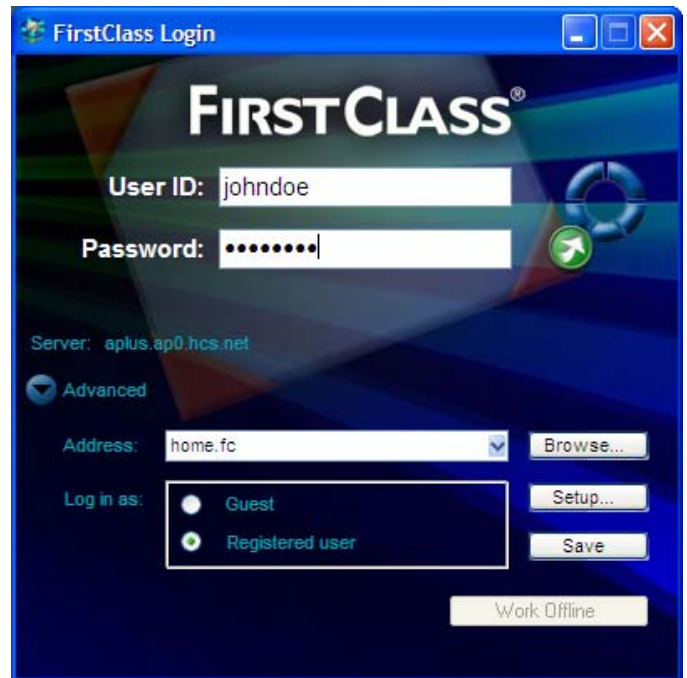 FirstClass Login
FIRSTCLASS®
User ID: johndoe
Password: ••••••••
Server: aplus.ap0.hcs.net
Advanced
Address: home.fc Browse...
Log in as: Guest Setup...
Registered user Save
Work Offline